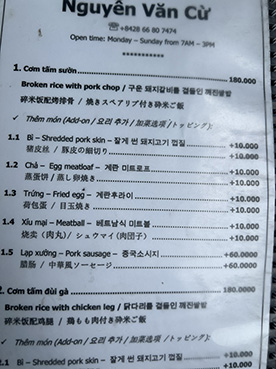 Nguyễn Văn Cừ
☏+8428 66 80 7474
Open time: Monday – Sunday from 7AM – 3PM
***********
1. Cơm tấm sườn 180.000
Broken rice with pork chop / 구운 돼지갈비를 곁들인 깨진쌀밥
碎米饭配烤排骨 / 焼きスペアリブ付き砕米ご飯
✓ Thêm món (Add-on / 요리 추가 / 加菜选项 /トッピング):
1.1 Bì – Shredded pork skin – 잘게 썬 돼지고기 껍질 +10.000
猪皮丝 / 豚皮の細切り
1.2 Chả – Egg meatloaf – 계란 미트로프 +10.000
蒸蛋饼 / 蒸し卵焼き
1.3 Trứng – Fried egg – 계란후라이 +10.000
荷包蛋 / 目玉焼き
1.4 Xíu mại – Meatball – 베트남식 미트볼 +10.000
烧卖（肉丸）/ シュウマイ（肉団子）
1.5 Lạp xưởng – Pork sausage – 중국소시지 +60.0000
腊肠 / 中華風ソーセージ
2. Cơm tấm đùi gà 180.0000
Broken rice with chicken leg / 닭다리를 곁들인 깨진쌀밥
碎米饭配鸡腿 / 鶏もも肉付き砕米ご飯
✓ Thêm món (Add-on / 요리 추가 / 加菜选项 /トッピング):
2.1 Bì – Shredded pork skin – 잘게 썬 돼지고기 껍질 +10.000